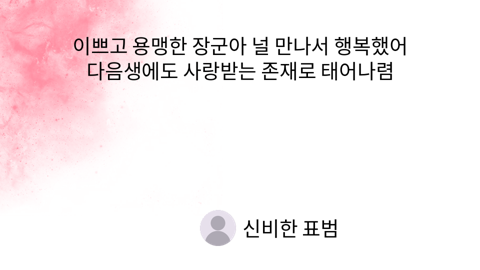 이쁘고 용맹한 장군아 널 만나서 행복했어
다음생에도 사랑받는 존재로 태어나렴
신비한 표범